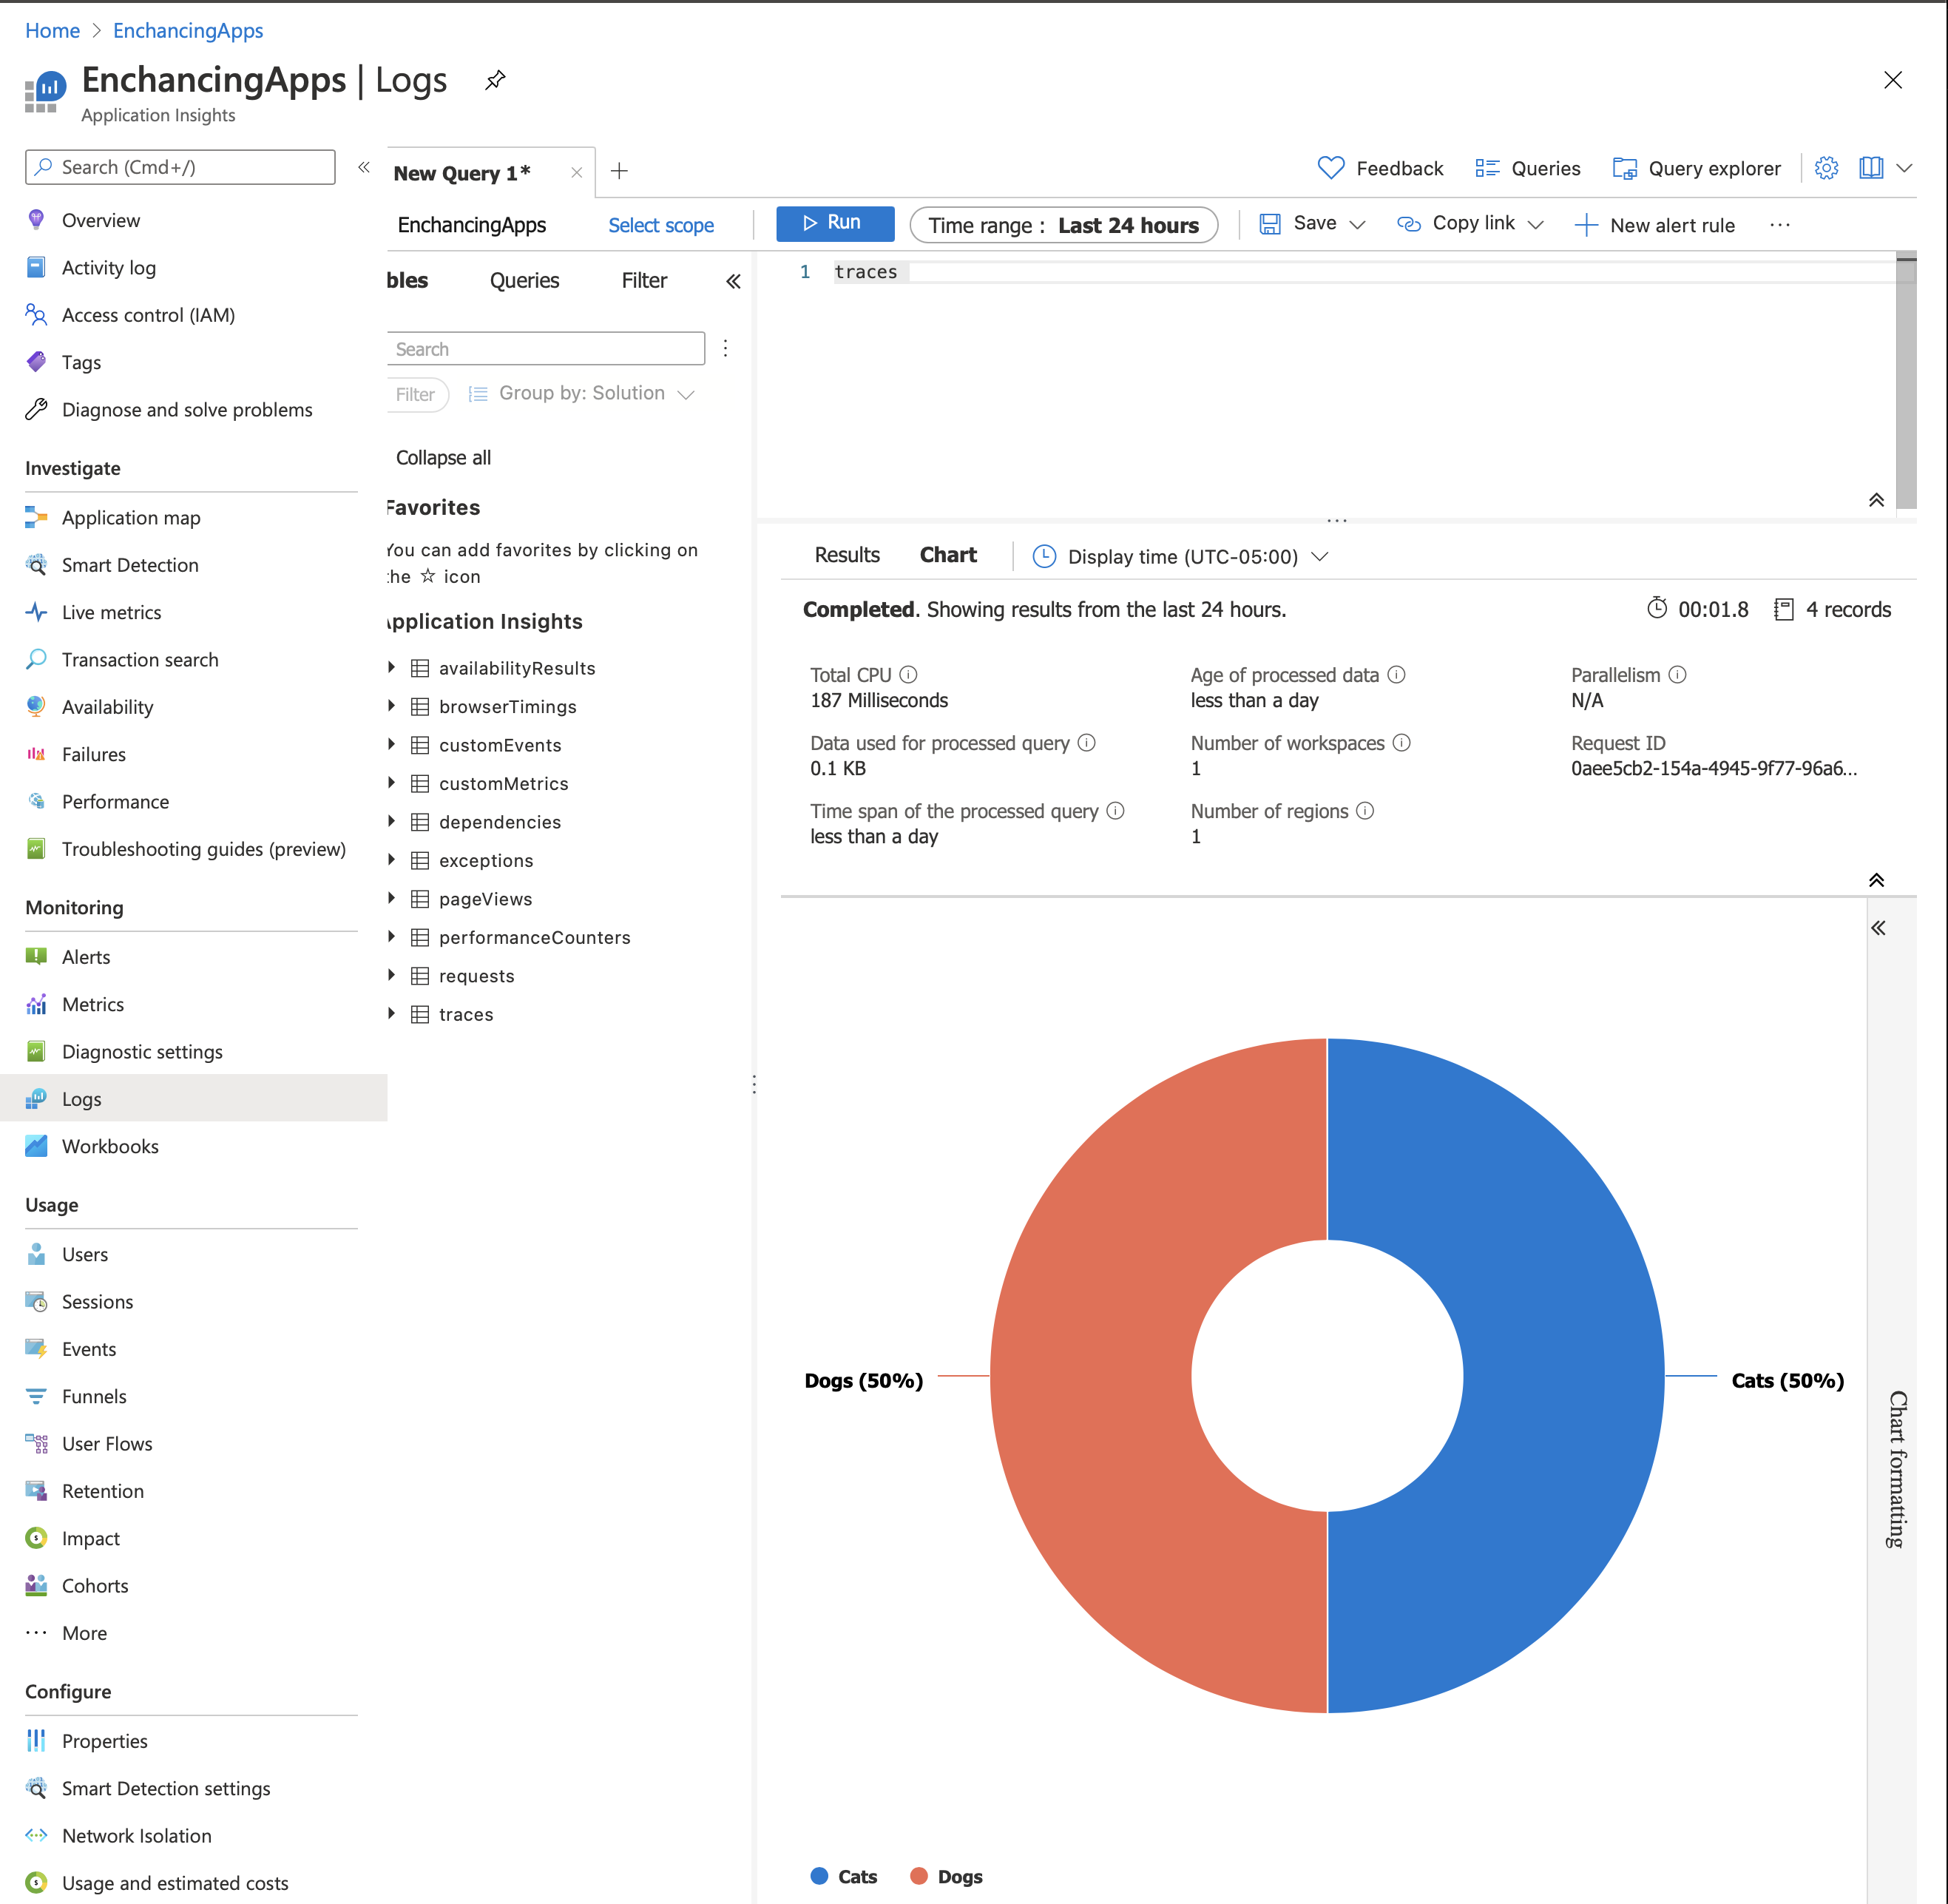 Home > EnchancingApps
EnchancingApps | Logs
Application Insights
Search (Cmd+/)
«
Overview
Activity log
Access control (IAM)
Tags
Diagnose and solve problems
Investigate
Application map
Smart Detection
Live metrics
Transaction search
Availability
Failures
Performance
Troubleshooting guides (preview)
Monitoring
Alerts
Metrics
Diagnostic settings
Logs
Workbooks
Usage
Users
Sessions
Events
Funnels
User Flows
Retention
Impact
Cohorts
More
Configure
Properties
Smart Detection settings
Network Isolation
Usage and estimated costs
New Query 1*
Feedback
Queries
Query explorer
EnchancingApps
Select scope
Run
Time range : Last 24 hours
Save
Copy link
New alert rule
bles
Queries
Filter
Search
Filter
Group by: Solution
Collapse all
Favorites
You can add favorites by clicking on
the ☆ icon
Application Insights
availabilityResults
browserTimings
customEvents
customMetrics
dependencies
exceptions
pageViews
performanceCounters
requests
traces
1 traces
Results
Chart
Display time (UTC-05:00)
Completed. Showing results from the last 24 hours.
00:01.8
4 records
Total CPU
187 Milliseconds
Age of processed data
less than a day
Parallelism
N/A
Data used for processed query
0.1 KB
Number of workspaces
1
Request ID
0aee5cb2-154a-4945-9f77-96a6...
Time span of the processed query
less than a day
Number of regions
1
Dogs (50%)
Cats (50%)
Chart formatting
Cats
Dogs